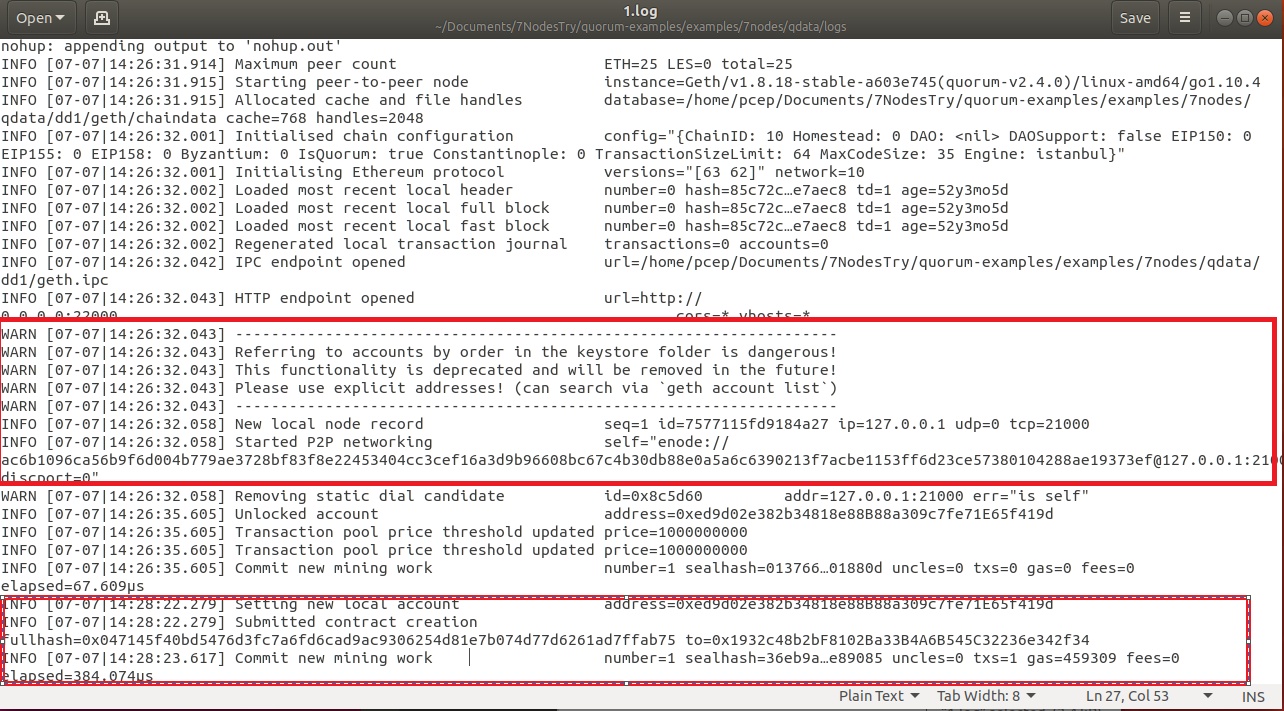 Open
1.log
~/Documents/7NodesTry/quorum-examples/examples/7nodes/qdata/logs
Save
nohup: appending output to 'nohup.out'
INFO [07-07|14:26:31.914] Maximum peer count ETH=25 LES=0 total=25
INFO [07-07|14:26:31.915] Starting peer-to-peer node instance=Geth/v1.8.18-stable-a603e745(quorum-v2.4.0)/linux-amd64/go1.10.4
INFO [07-07|14:26:31.915] Allocated cache and file handles database=/home/pcep/Documents/7NodesTry/quorum-examples/examples/7nodes/
qdata/dd1/geth/chaindata cache=768 handles=2048
INFO [07-07|14:26:32.001] Initialised chain configuration config="{ChainID: 10 Homestead: 0 DAO: <nil> DAOSupport: false EIP150: 0
EIP155: 0 EIP158: 0 Byzantium: 0 IsQuorum: true Constantinople: 0 TransactionSizeLimit: 64 MaxCodeSize: 35 Engine: istanbul}"
INFO [07-07|14:26:32.001] Initialising Ethereum protocol versions="[63 62]" network=10
INFO [07-07|14:26:32.002] Loaded most recent local header number=0 hash=85c72c…e7aec8 td=1 age=52y3mo5d
INFO [07-07|14:26:32.002] Loaded most recent local full block number=0 hash=85c72c…e7aec8 td=1 age=52y3mo5d
INFO [07-07|14:26:32.002] Loaded most recent local fast block number=0 hash=85c72c…e7aec8 td=1 age=52y3mo5d
INFO [07-07|14:26:32.002] Regenerated local transaction journal transactions=0 accounts=0
INFO [07-07|14:26:32.042] IPC endpoint opened url=/home/pcep/Documents/7NodesTry/quorum-examples/examples/7nodes/qdata/
dd1/geth.ipc
INFO [07-07|14:26:32.043] HTTP endpoint opened url=http://
0.0.0.0:22000 cors=* vhosts=*
WARN [07-07|14:26:32.043] -------------------------------------------------------------------
WARN [07-07|14:26:32.043] Referring to accounts by order in the keystore folder is dangerous!
WARN [07-07|14:26:32.043] This functionality is deprecated and will be removed in the future!
WARN [07-07|14:26:32.043] Please use explicit addresses! (can search via `geth account list`)
WARN [07-07|14:26:32.043] -------------------------------------------------------------------
INFO [07-07|14:26:32.058] New local node record seq=1 id=7577115fd9184a27 ip=127.0.0.1 udp=0 tcp=21000
INFO [07-07|14:26:32.058] Started P2P networking self="enode://
ac6b1096ca56b9f6d004b779ae3728bf83f8e22453404cc3cef16a3d9b96608bc67c4b30db88e0a5a6c6390213f7acbe1153ff6d23ce57380104288ae19373ef@127.0.0.1:2100
discport=0"
WARN [07-07|14:26:32.058] Removing static dial candidate id=0x8c5d60 addr=127.0.0.1:21000 err="is self"
INFO [07-07|14:26:35.605] Unlocked account address=0xed9d02e382b34818e88B88a309c7fe71E65f419d
INFO [07-07|14:26:35.605] Transaction pool price threshold updated price=1000000000
INFO [07-07|14:26:35.605] Transaction pool price threshold updated price=1000000000
INFO [07-07|14:26:35.605] Commit new mining work number=1 sealhash=013766…01880d uncles=0 txs=0 gas=0 fees=0
elapsed=67.609µs
INFO [07-07|14:28:22.279] Setting new local account address=0xed9d02e382b34818e88B88a309c7fe71E65f419d
INFO [07-07|14:28:22.279] Submitted contract creation
fullhash=0x047145f40bd5476d3fc7a6fd6cad9ac9306254d81e7b074d77d6261ad7ffab75 to=0x1932c48b2bF8102Ba33B4A6B545C32236e342f34
INFO [07-07|14:28:23.617] Commit new mining work number=1 sealhash=36eb9a…e89085 uncles=0 txs=1 gas=459309 fees=0
elapsed=384.074µs
Plain Text Tab Width: 8 Ln 27, Col 53 INS